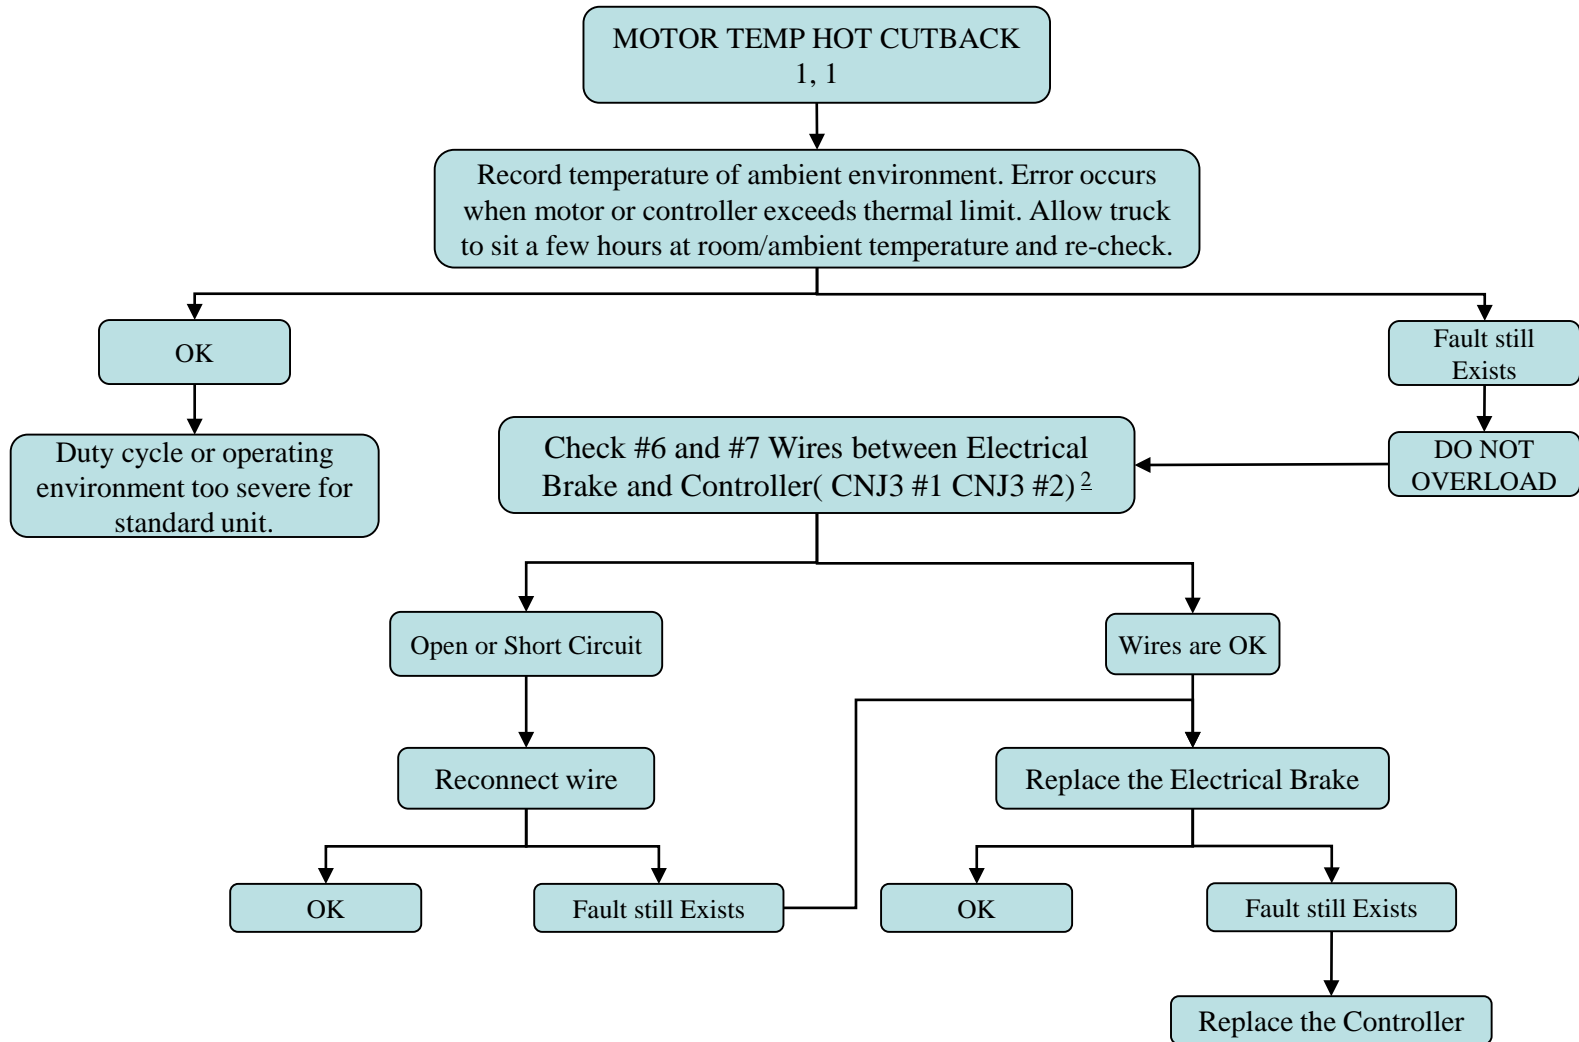 MOTOR TEMP HOT CUTBACK
1, 1
Record temperature of ambient environment. Error occurs
when motor or controller exceeds thermal limit. Allow truck
to sit a few hours at room/ambient temperature and re-check.
OK
Fault still
Exists
Duty cycle or operating
environment too severe for
standard unit.
Check #6 and #7 Wires between Electrical
Brake and Controller( CNJ3 #1 CNJ3 #2) 2
DO NOT
OVERLOAD
Open or Short Circuit
Wires are OK
Reconnect wire
Replace the Electrical Brake
OK
Fault still Exists
OK
Fault still Exists
Replace the Controller